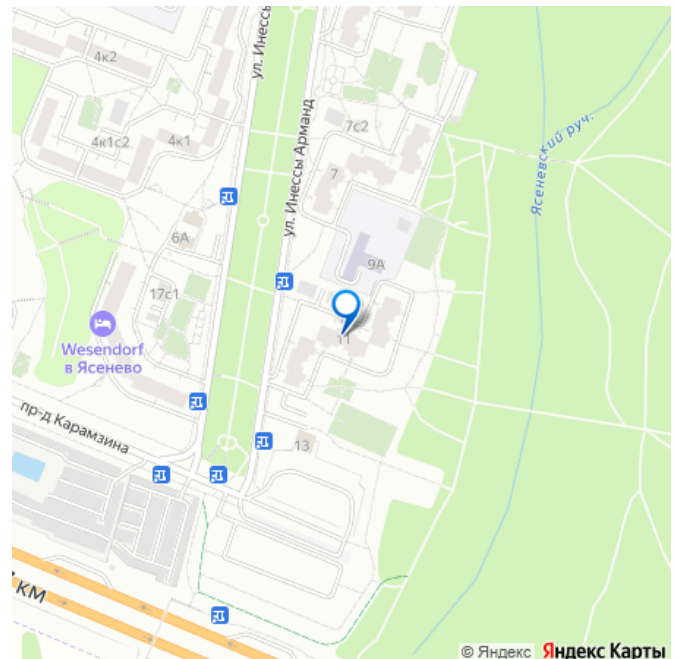 ул. Инессы
4к2
ул. Инессы Арманд
7с2
4к1с2
4к1
7
Ясеневский руч.
6А
9А
17с1
Wesendorf
в Ясенево
11
пр-д Карамзина
13
КМ
© Яндекс Яндекс Карты